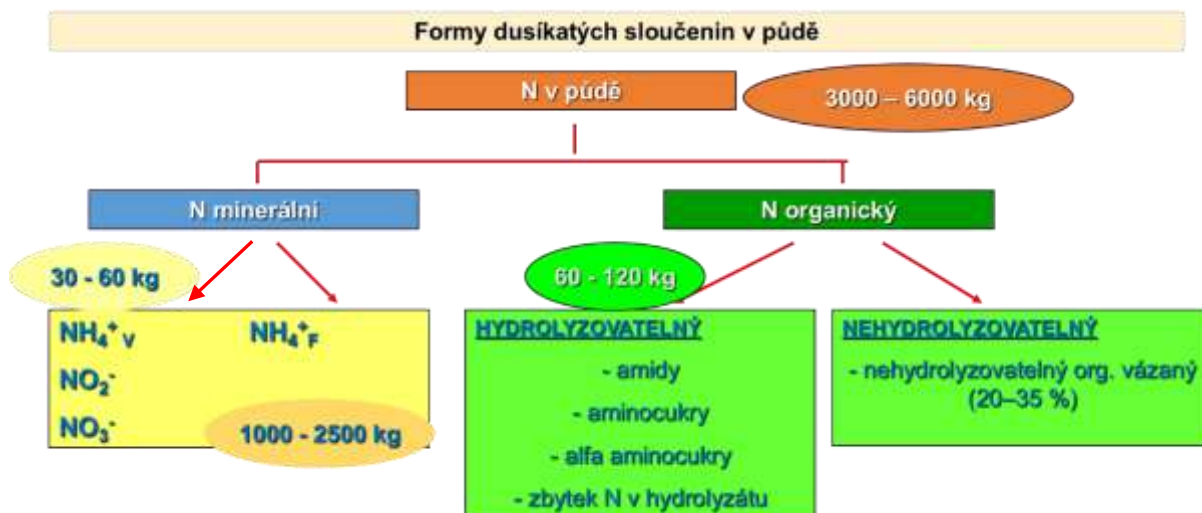 Formy dusíkatých sloučenin v půdě
N v půdě
3000 – 6000 kg
N minerální
N organický
30 - 60 kg
60 - 120 kg
NH₄⁺ V
NH₄⁺F
NO₂⁻
NO₃⁻
1000 - 2500 kg
HYDROLYZOVATELNÝ
- amidy
- aminocukry
- alfa aminocukry
- zbytek N v hydrolyzátu
NEHYDROLYZOVATELNÝ
- nehydrolyzovatelný org. vázaný
(20–35 %)